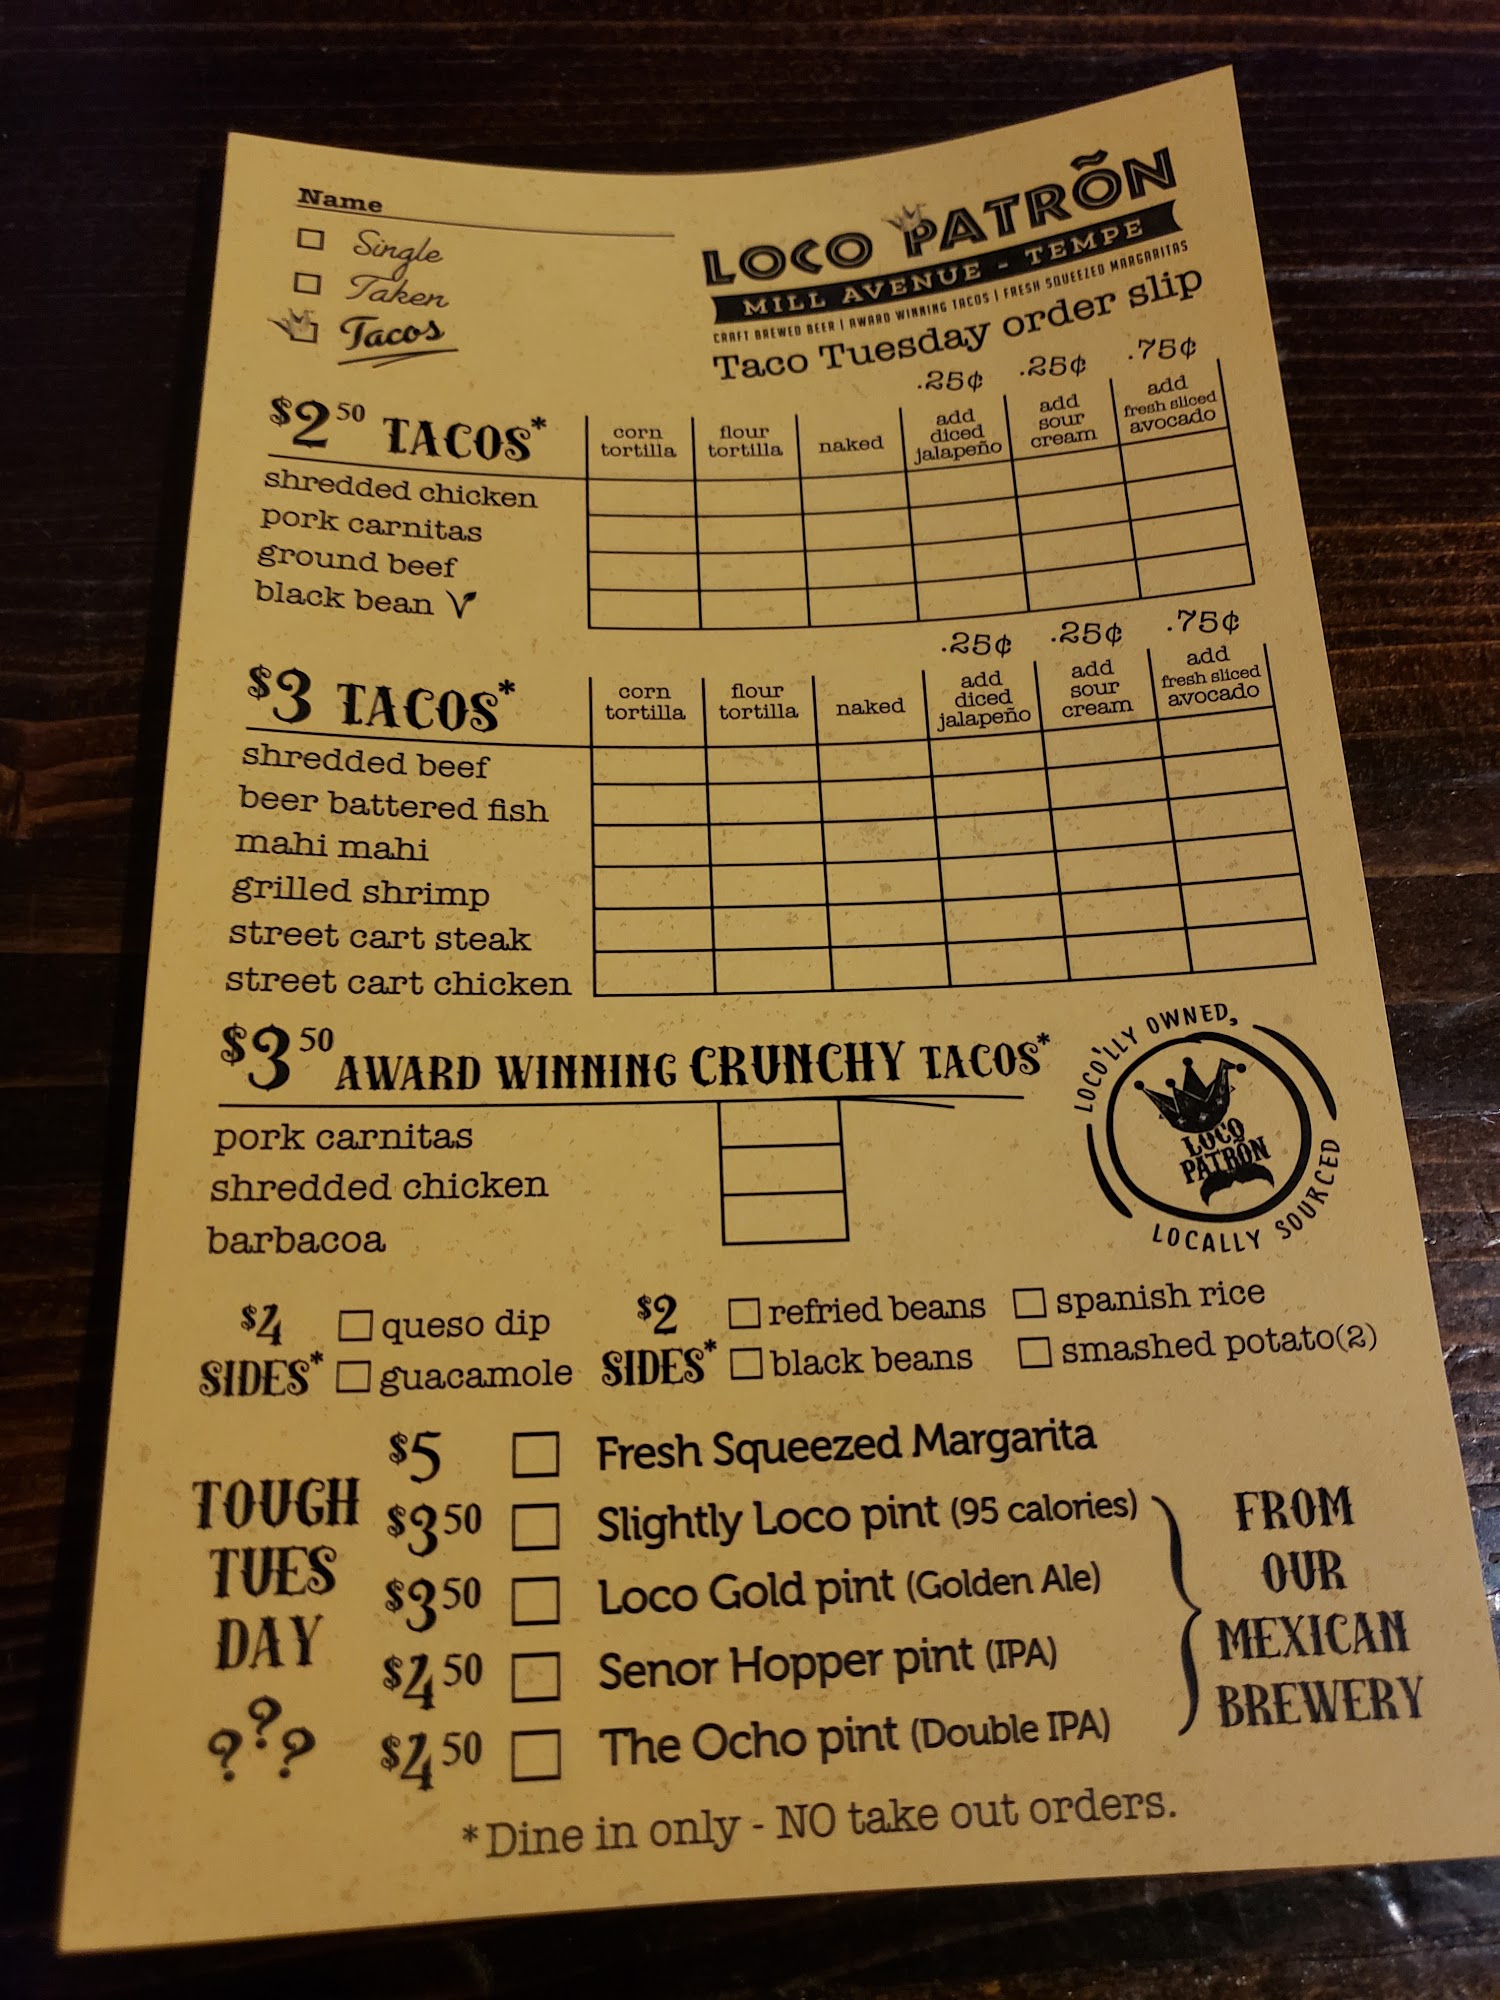 Name
Single
Taken
Tacos
LOCO PATRÕN
MILL AVENUE - TEMPE
CRAFT BREWED BEER | AWARD WINNING TACOS | FRESH SQUEEZED MARGARITAS
Taco Tuesday order slip
.25¢ .25¢ .75¢
$2 50 TACOS* corn tortilla flour tortilla naked add diced jalapeño add sour cream add fresh sliced avocado
shredded chicken
pork carnitas
ground beef
black bean V
.25¢ .25¢ .75¢
$3 TACOS* corn tortilla flour tortilla naked add diced jalapeño add sour cream add fresh sliced avocado
shredded beef
beer battered fish
mahi mahi
grilled shrimp
street cart steak
street cart chicken
$3 50 AWARD WINNING CRUNCHY TACOS*
pork carnitas
shredded chicken
barbacoa
LOCO'LLY OWNED,
LOCO
PATRÕN
LOCALLY SOURCED
$4 SIDES*
queso dip
guacamole
$2 SIDES*
refried beans spanish rice
black beans smashed potato(2)
TOUGH
TUES
DAY
???
$5 Fresh Squeezed Margarita
$3 50 Slightly Loco pint (95 calories)
$3 50 Loco Gold pint (Golden Ale)
$4 50 Senor Hopper pint (IPA)
$4 50 The Ocho pint (Double IPA)
FROM
OUR
MEXICAN
BREWERY
*Dine in only - NO take out orders.